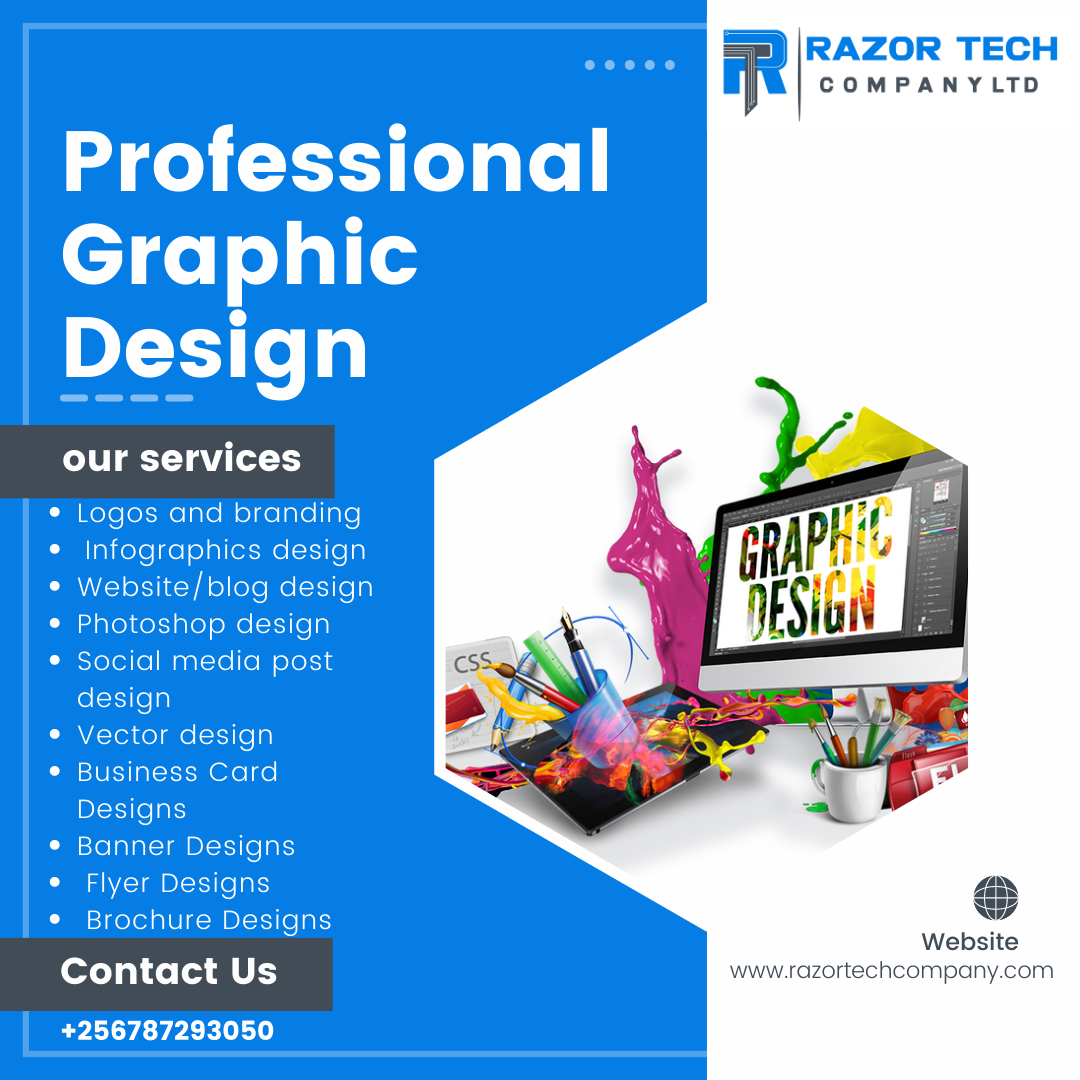 RAZOR TECH
COMPANY LTD
Professional
Graphic
Design
our services
Logos and branding
Infographics design
Website/blog design
Photoshop design
Social media post
design
Vector design
Business Card
Designs
Banner Designs
Flyer Designs
Brochure Designs
GRAPHiC
DESIGN
CSS
FL
Contact Us
+256787293050
Website
www.razortechcompany.com